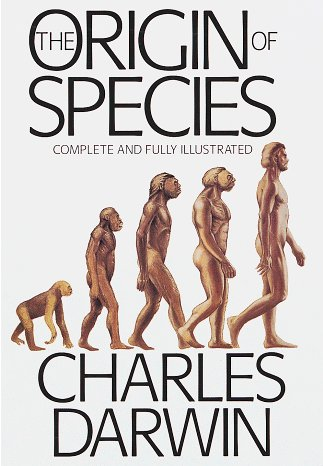 THE ORIGIN OF
SPECIES
COMPLETE AND FULLY ILLUSTRATED
CHARLES
DARWIN